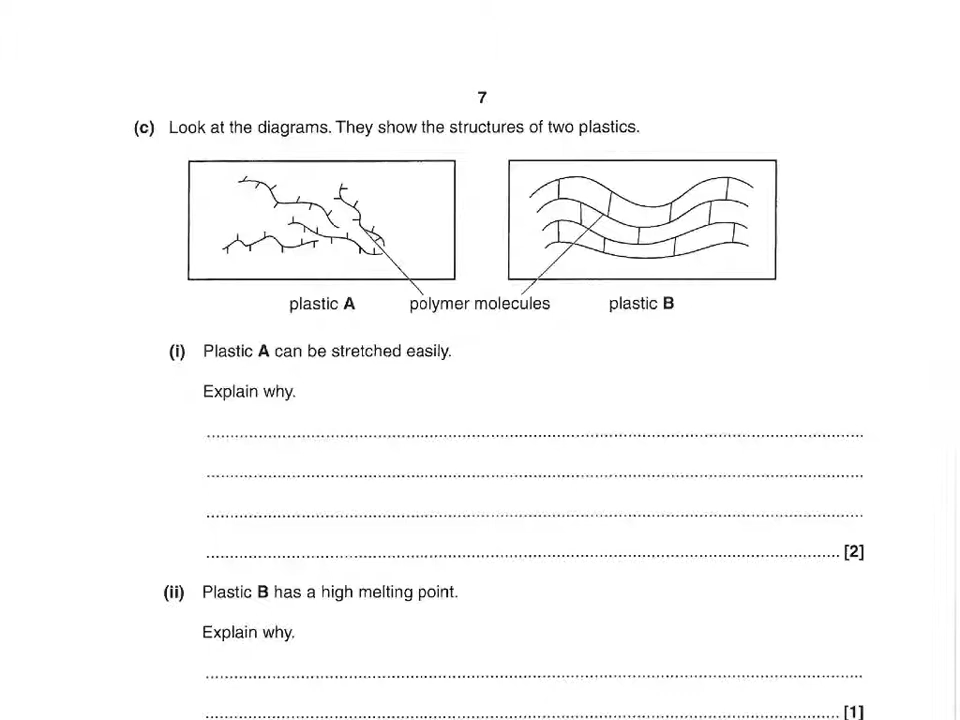 7
(c) Look at the diagrams. They show the structures of two plastics.
plastic A polymer molecules plastic B
(i) Plastic A can be stretched easily.
Explain why.
[2]
(ii) Plastic B has a high melting point.
Explain why.
[1]